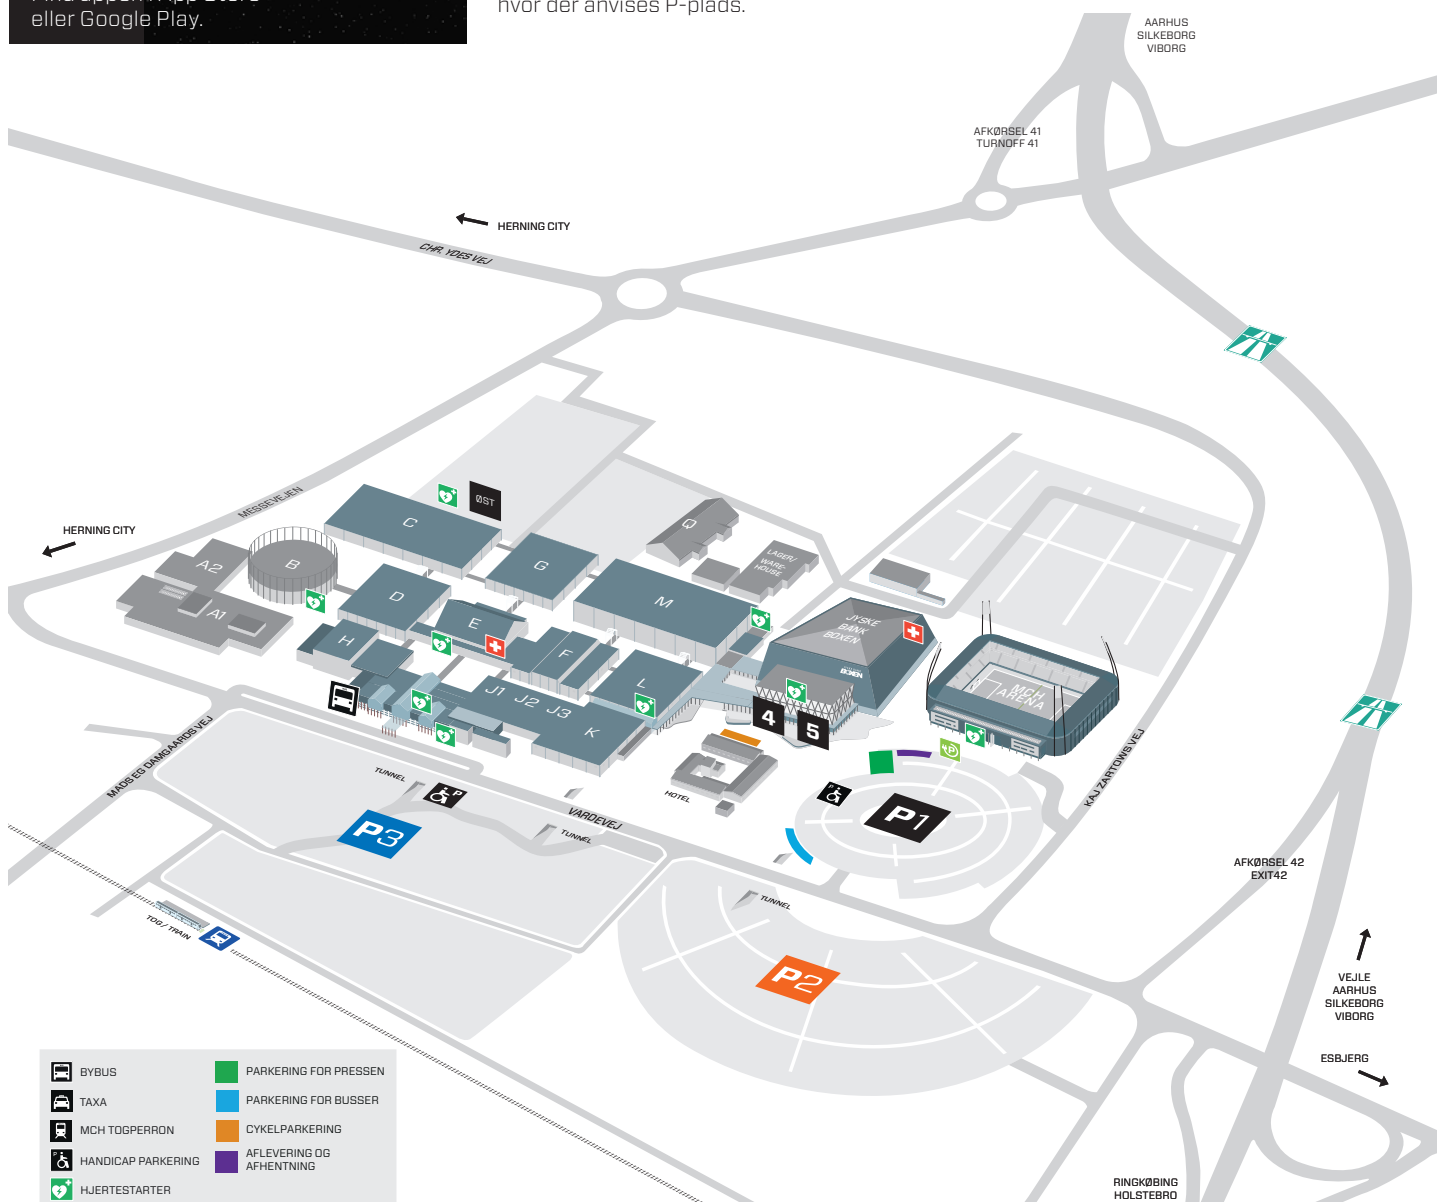 eller Google Play.
hvor der anvises P-plads.
AARHUS
SILKEBORG
VIBORG
AFKØRSEL 41
TURNOFF 41
HERNING CITY
CHR. YDES VEJ
MESSEVEJEN
HERNING CITY
ØST
C
Q
LAGER/
WARE-
HOUSE
A2
B
G
A1
D
M
E
H
F
L
J1
J2
J3
K
JYSKE
BANK
BOXEN
BOXEN
MCH
ARENA
4
5
MADS EG DAMGAARDS VEJ
KAJ ZARTOWS VEJ
TUNNEL
P
HOTEL
VARDEVEJ
TUNNEL
P3
P
P
P1
AFKØRSEL 42
EXIT42
TUNNEL
TOG / TRAIN
P2
VEJLE
AARHUS
SILKEBORG
VIBORG
ESBJERG
BYBUS
TAXA
MCH TOGPERRON
P
HANDICAP PARKERING
HJERTESTARTER
PARKERING FOR PRESSEN
PARKERING FOR BUSSER
CYKELPARKERING
AFLEVERING OG
AFHENTNING
RINGKØBING
HOLSTEBRO